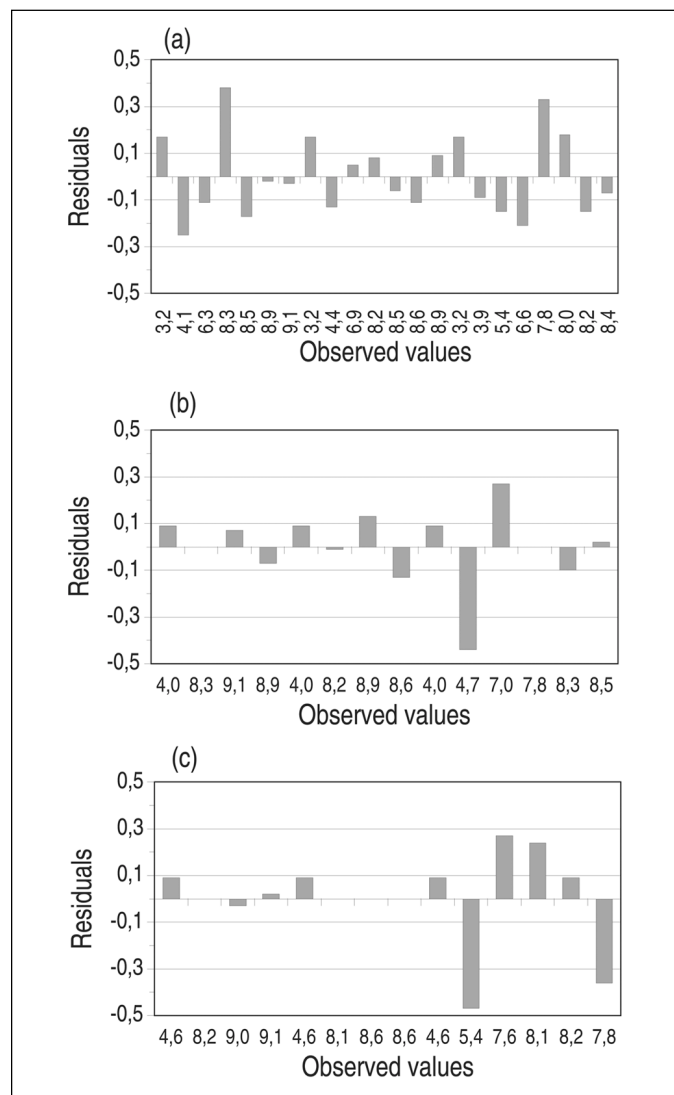 (a)
0,5
0,3
0,1
-0,1
-0,3
-0,5
Residuals
3,2 4,1 6,3 8,3 8,5 8,9 9,1 3,2 4,4 6,9 8,2 8,5 8,6 8,9 3,2 3,9 5,4 6,6 7,8 8,0 8,2 8,4
Observed values
(b)
0,5
0,3
0,1
-0,1
-0,3
-0,5
Residuals
4,0 8,3 9,1 8,9 4,0 8,2 8,9 8,6 4,0 4,7 7,0 7,8 8,3 8,5
Observed values
(c)
0,5
0,3
0,1
-0,1
-0,3
-0,5
Residuals
4,6 8,2 9,0 9,1 4,6 8,1 8,6 8,6 4,6 5,4 7,6 8,1 8,2 7,8
Observed values